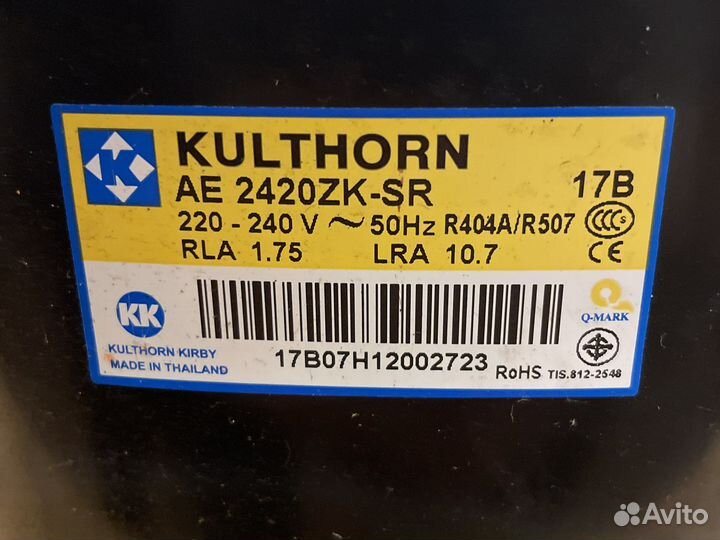 K KULTHORN
AE 2420ZK-SR 17B
220 - 240 V ~ 50Hz R404A/R507 CCC S
RLA 1.75 LRA 10.7 CE
KK
Q-MARK
KULTHORN KIRBY
MADE IN THAILAND
17B07H12002723
RoHS TIS.812-2548
Avito